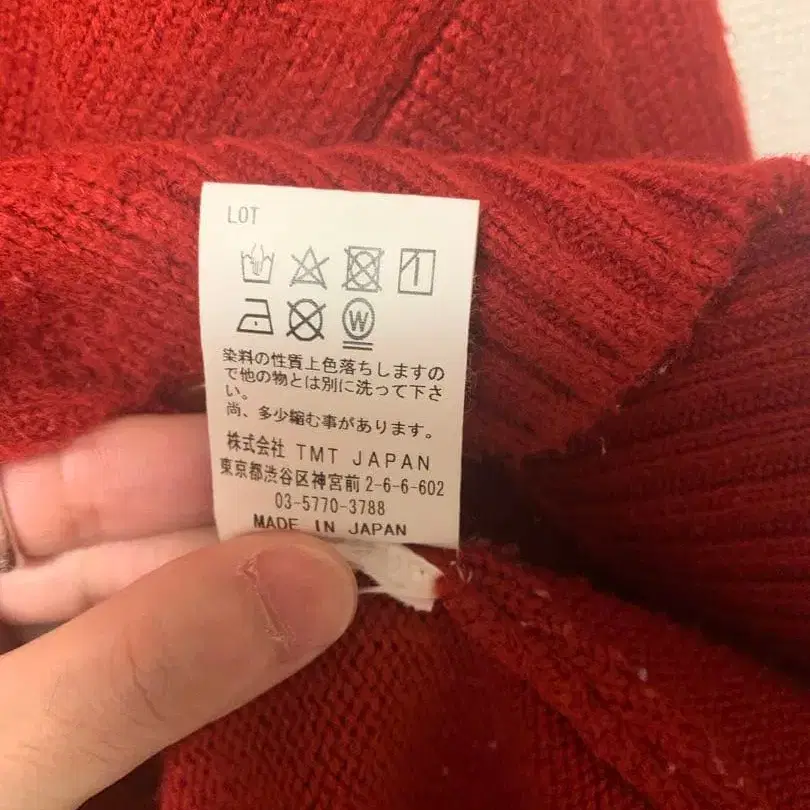 LOT
W
染料の性質上色落ちしますの
で他の物とは別に洗って下さ
い。
尚、多少縮む事があります。
株式会社 TMT JAPAN
東京都渋谷区神宮前2-6-6-602
03-5770-3788
MADE IN JAPAN